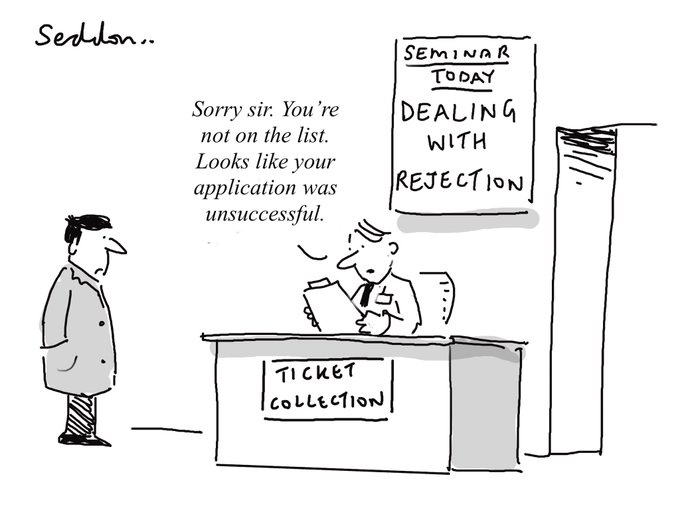 Seddon..
SEMINAR
TODAY
DEALING
WITH
REJECTION
Sorry sir. You're
not on the list.
Looks like your
application was
unsuccessful.
TICKET
COLLECTION